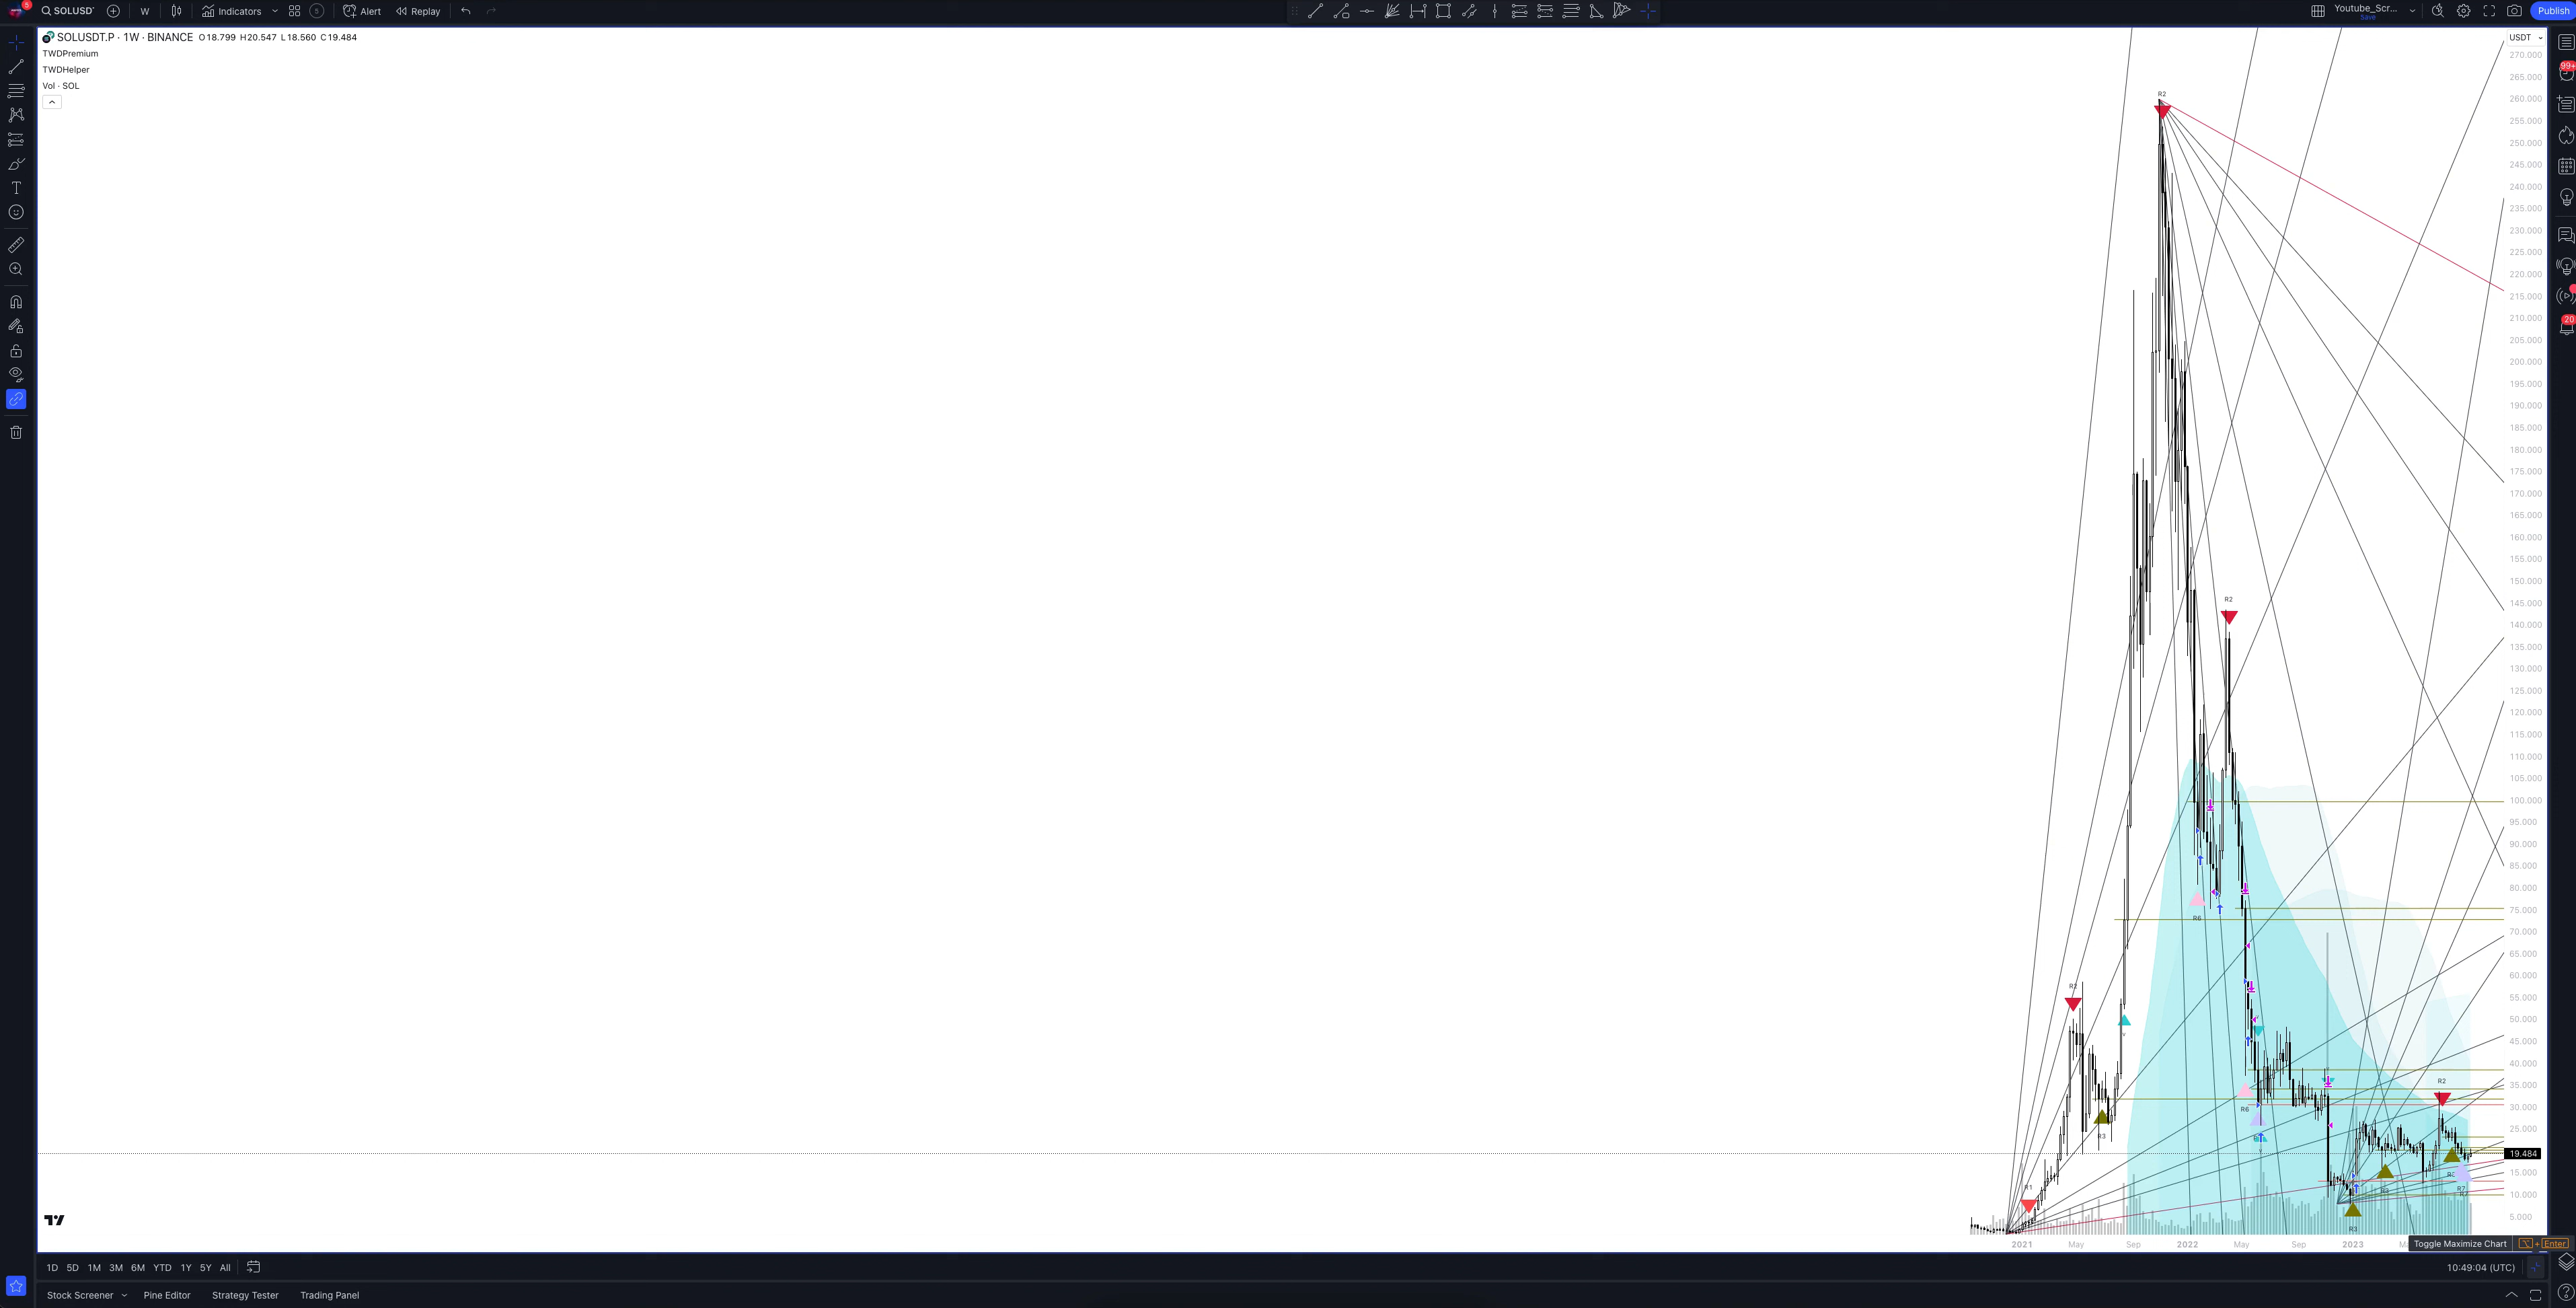 5
SOLUSD
W
Indicators
5
Alert
Replay
Youtube_Scr...
Save
Publish
SOLUSDT.P · 1W · BINANCE O18.799 H20.547 L18.560 C19.484
TWDPremium
TWDHelper
Vol · SOL
USDT
99+
20
270.000
265.000
260.000
255.000
250.000
245.000
240.000
235.000
230.000
225.000
220.000
215.000
210.000
205.000
200.000
195.000
190.000
185.000
180.000
175.000
170.000
165.000
160.000
155.000
150.000
145.000
140.000
135.000
130.000
125.000
120.000
115.000
110.000
105.000
100.000
95.000
90.000
85.000
80.000
75.000
70.000
65.000
60.000
55.000
50.000
45.000
40.000
35.000
30.000
25.000
19.484
15.000
10.000
5.000
R2
R2
R6
R2
R3
R6
R2
R1
R7
R3
2021
May
Sep
2022
May
Sep
2023
Toggle Maximize Chart
+ Enter
1D 5D 1M 3M 6M YTD 1Y 5Y All
10:49:04 (UTC)
Stock Screener
Pine Editor
Strategy Tester
Trading Panel